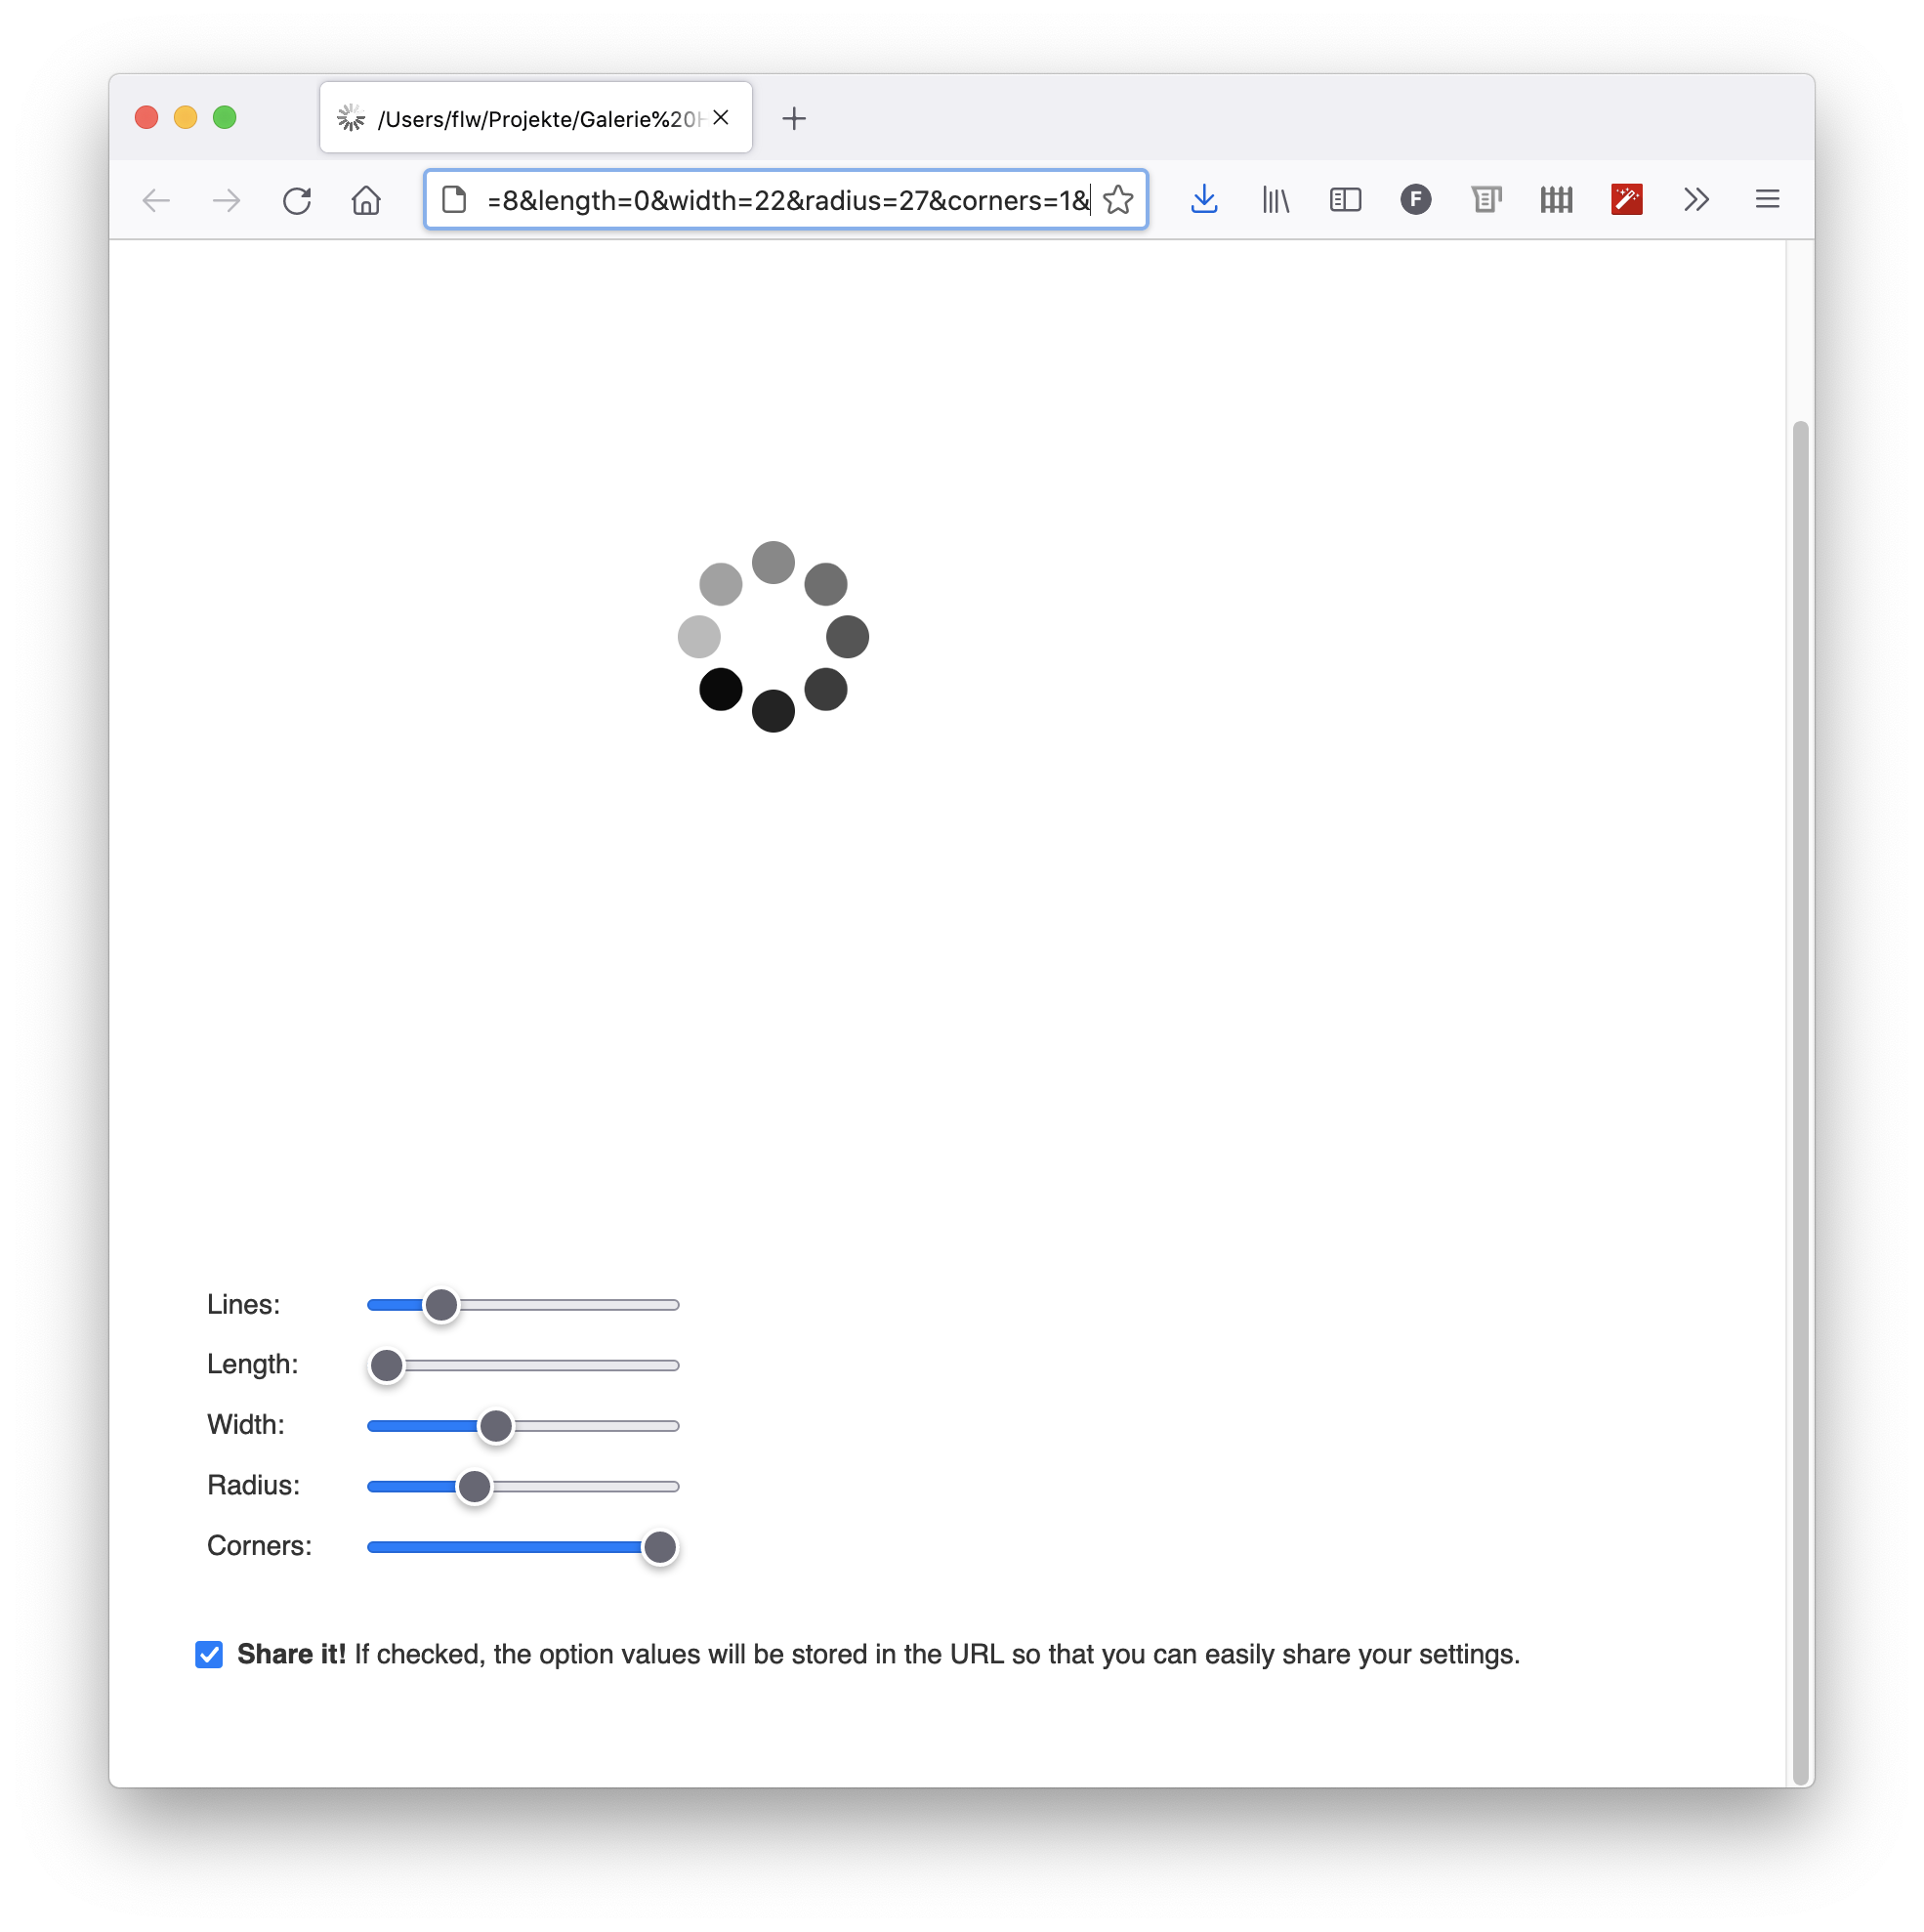 /Users/flw/Projekte/Galerie%20H
=8&length=0&width=22&radius=27&corners=1&
F
Lines:
Length:
Width:
Radius:
Corners:
Share it! If checked, the option values will be stored in the URL so that you can easily share your settings.